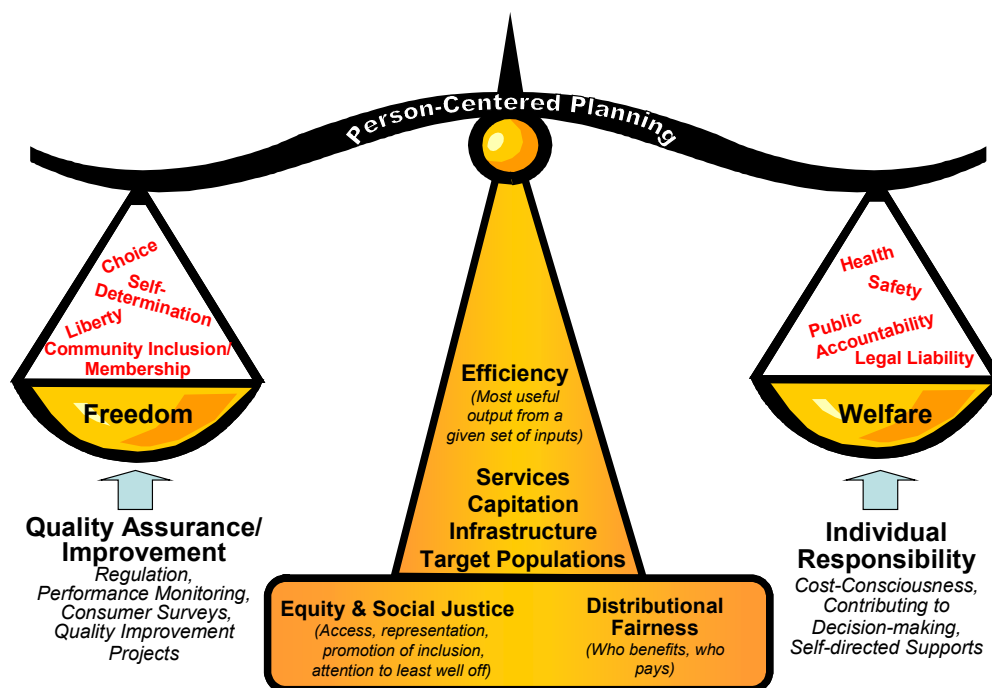 Person-Centered Planning
Choice
Self-
Determination
Liberty
Community Inclusion/
Membership
Freedom
Health
Safety
Public
Accountability
Legal Liability
Welfare
Efficiency
(Most useful
output from a
given set of inputs)
Services
Capitation
Infrastructure
Target Populations
Quality Assurance/
Improvement
Regulation,
Performance Monitoring,
Consumer Surveys,
Quality Improvement
Projects
Individual
Responsibility
Cost-Consciousness,
Contributing to
Decision-making,
Self-directed Supports
Equity & Social Justice
(Access, representation,
promotion of inclusion,
attention to least well off)
Distributional
Fairness
(Who benefits, who
pays)